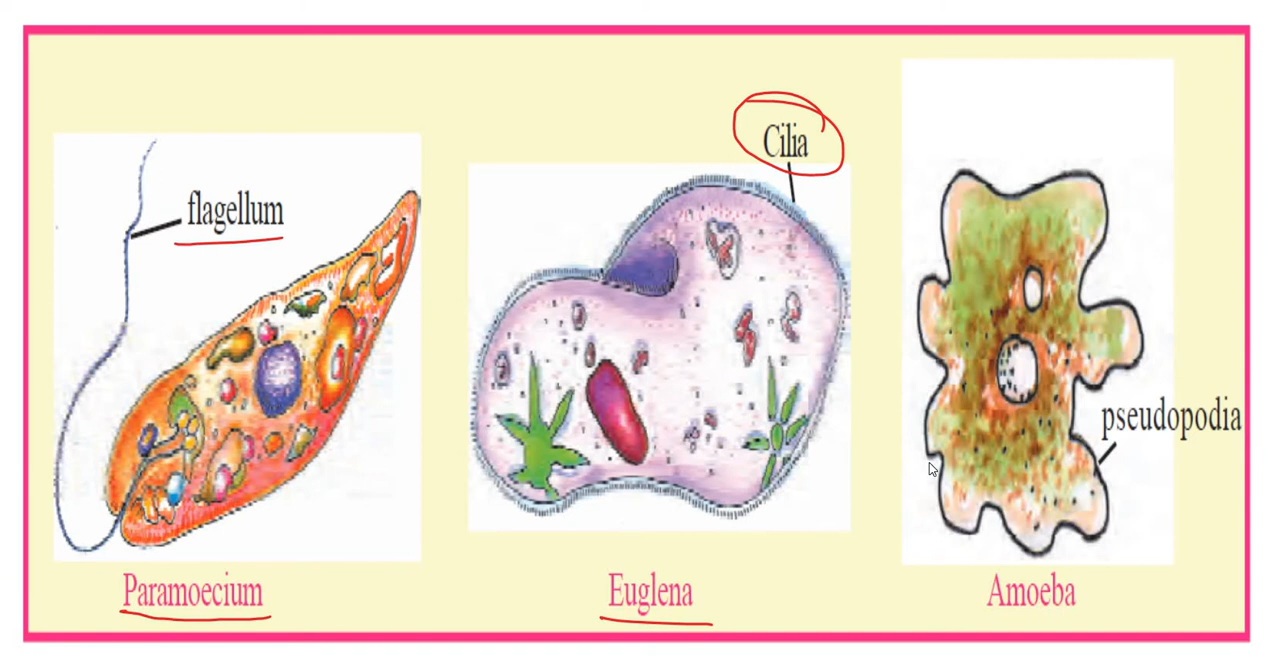 Cilia
flagellum
pseudopodia
Paramoecium
Euglena
Amoeba